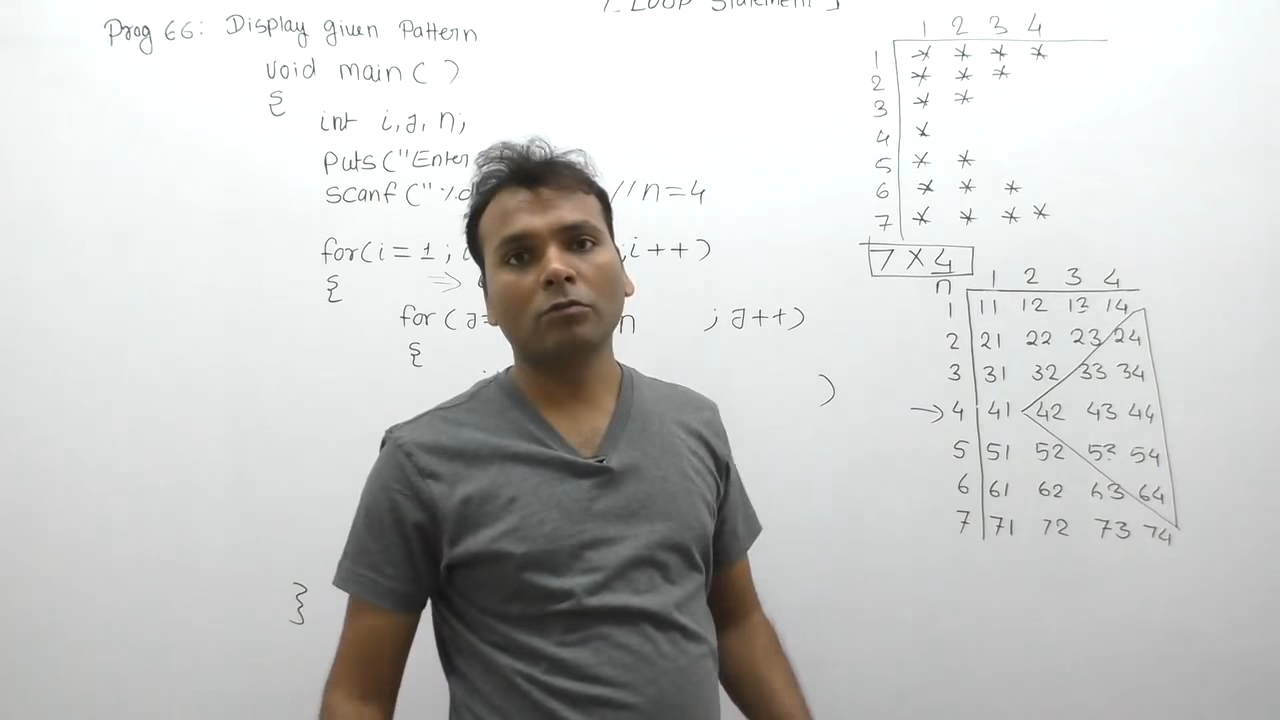 Loop Statement
Prog 66: Display given Pattern
void main( )
{
int i,j,n;
puts("Enter
scanf("%d //n=4
for(i=1; ;i++)
{
⇒
for(j= n ;j++)
{
)
}
1 2 3 4
1 * * * *
2 * * *
3 * *
4 *
5 * *
6 * * *
7 * * * *
7 X 4
n
1 2 3 4
1 11 12 13 14
2 21 22 23 24
3 31 32 33 34
→ 4 41 42 43 44
5 51 52 53 54
6 61 62 63 64
7 71 72 73 74